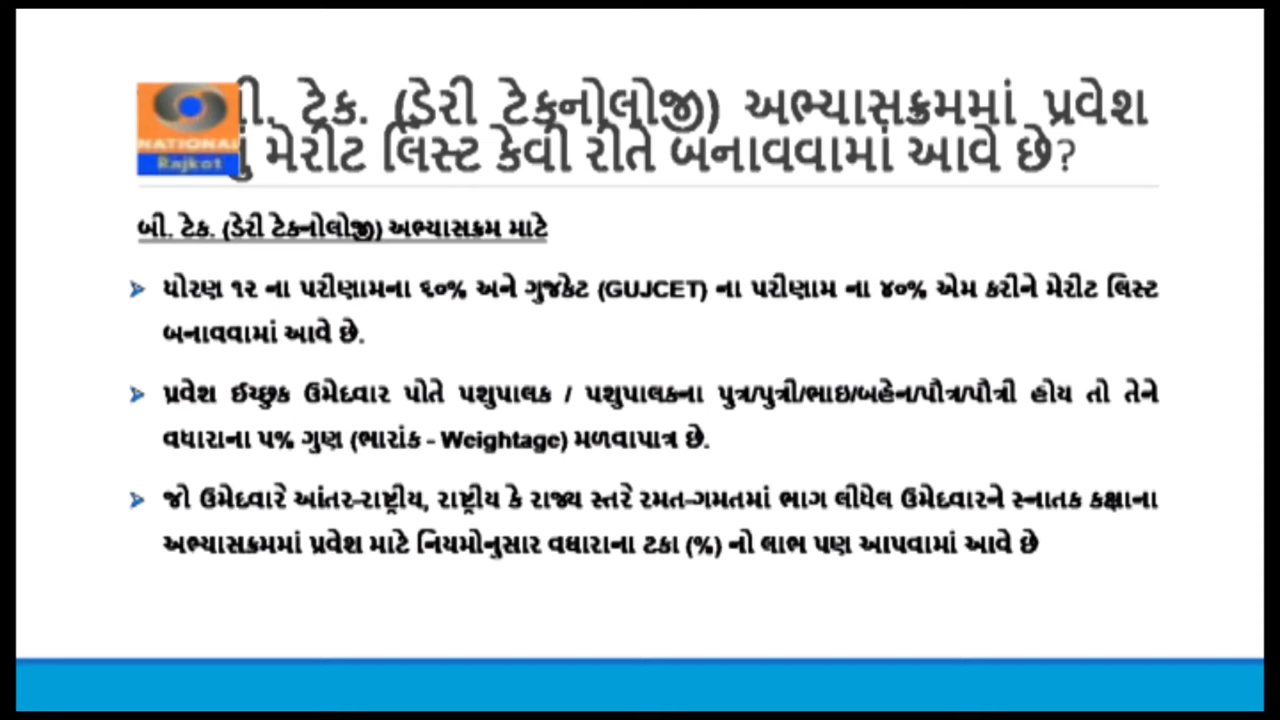 ટેક. (ડેરી ટેકનોલોજી) અભ્યાસક્રમમાં પ્રવેશ
મેરીટ લિસ્ટ કેવી રીતે બનાવવામાં આવે છે?
NATIONAL
Rajkot
બી. ટેક. (ડેરી ટેકનોલોજી) અભ્યાસક્રમ માટે
ધોરણ ૧૨ ના પરીણામના ૬૦% અને ગુજકેટ (GUJCET) ના પરીણામ ના ૪૦% એમ કરીને મેરીટ લિસ્ટ
બનાવવામાં આવે છે.
પ્રવેશ ઈચ્છુક ઉમેદવાર પોતે પશુપાલક / પશુપાલકના પુત્ર/પુત્રી/ભાઇ/બહેન/પૌત્ર/પૌત્રી હોય તો તેને
વધારાના ૫% ગુણ (ભારાંક - Weightage) મળવાપાત્ર છે.
જો ઉમેદવારે આંતર-રાષ્ટ્રીય, રાષ્ટ્રીય કે રાજ્ય સ્તરે રમત-ગમતમાં ભાગ લીધેલ ઉમેદવારને સ્નાતક કક્ષાના
અભ્યાસક્રમમાં પ્રવેશ માટે નિયમોનુસાર વધારાના ટકા (%) નો લાભ પણ આપવામાં આવે છે